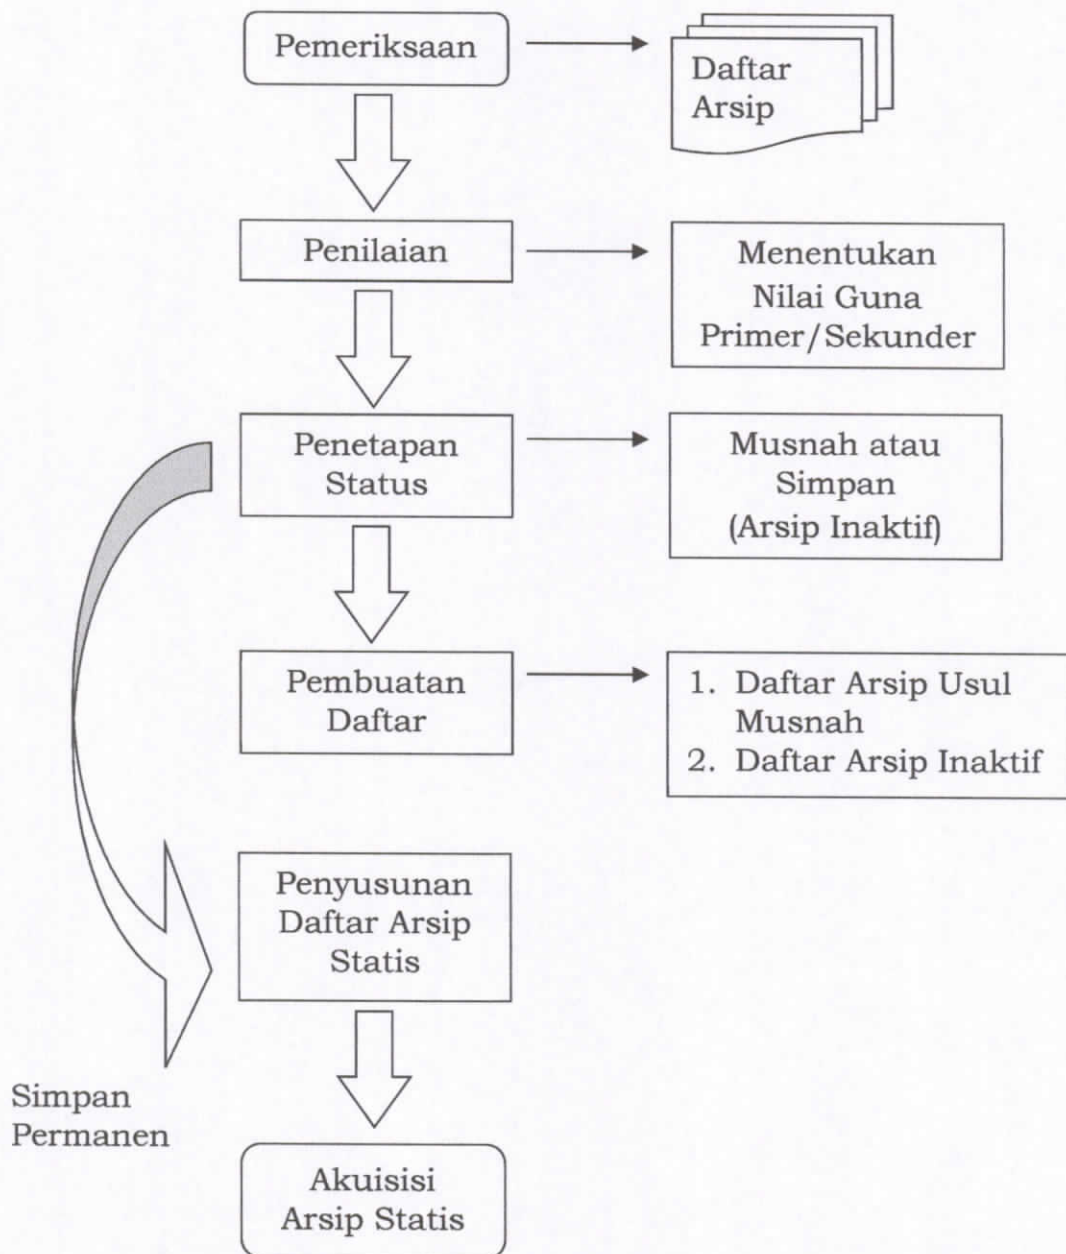 Pemeriksaan
Daftar
Arsip
Penilaian
Menentukan
Nilai Guna
Primer/Sekunder
Penetapan
Status
Musnah atau
Simpan
(Arsip Inaktif)
Pembuatan
Daftar
1. Daftar Arsip Usul
Musnah
2. Daftar Arsip Inaktif
Penyusunan
Daftar Arsip
Statis
Simpan
Permanen
Akuisisi
Arsip Statis